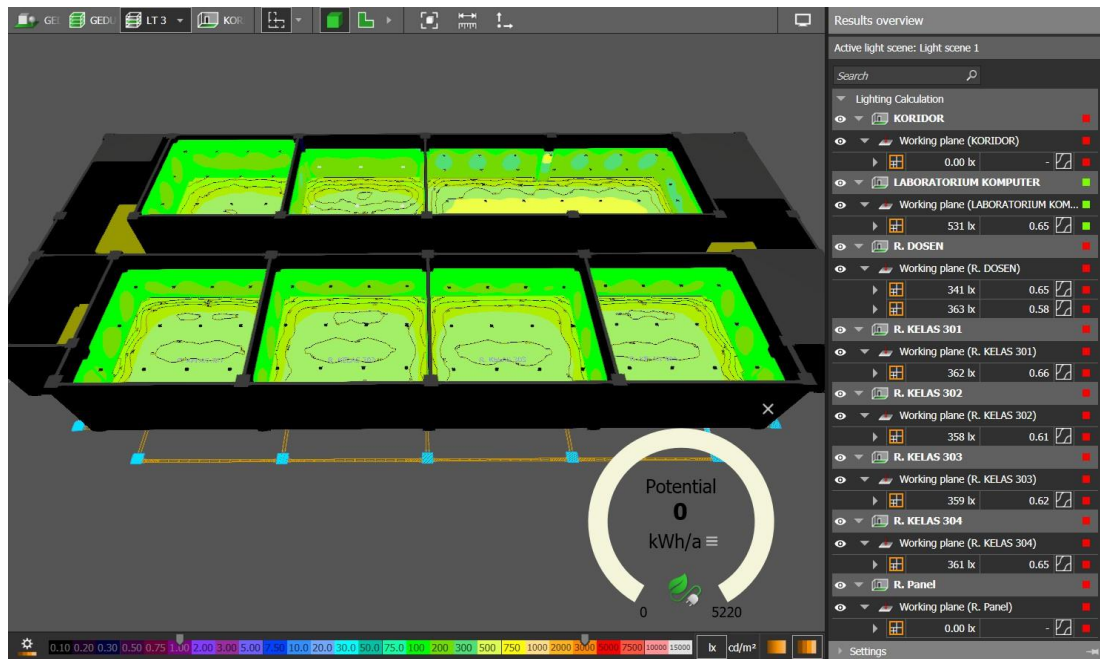 GEI
GEDU
LT 3
KOR
Results overview
Active light scene: Light scene 1
Search
Lighting Calculation
KORIDOR
Working plane (KORIDOR)
0.00 lx -
LABORATORIUM KOMPUTER
Working plane (LABORATORIUM KOM...
531 lx 0.65
R. DOSEN
Working plane (R. DOSEN)
341 lx 0.65
363 lx 0.58
R. KELAS 301
Working plane (R. KELAS 301)
362 lx 0.66
R. KELAS 302
Working plane (R. KELAS 302)
358 lx 0.61
R. KELAS 303
Working plane (R. KELAS 303)
359 lx 0.62
R. KELAS 304
Working plane (R. KELAS 304)
361 lx 0.65
R. Panel
Working plane (R. Panel)
0.00 lx -
Settings
Potential
0
kWh/a
0 5220
0.10 0.20 0.30 0.50 0.75 1.00 2.00 3.00 5.00 7.50 10.0 20.0 30.0 50.0 75.0 100 200 300 500 750 1000 2000 3000 5000 7500 10000 15000 lx cd/m²